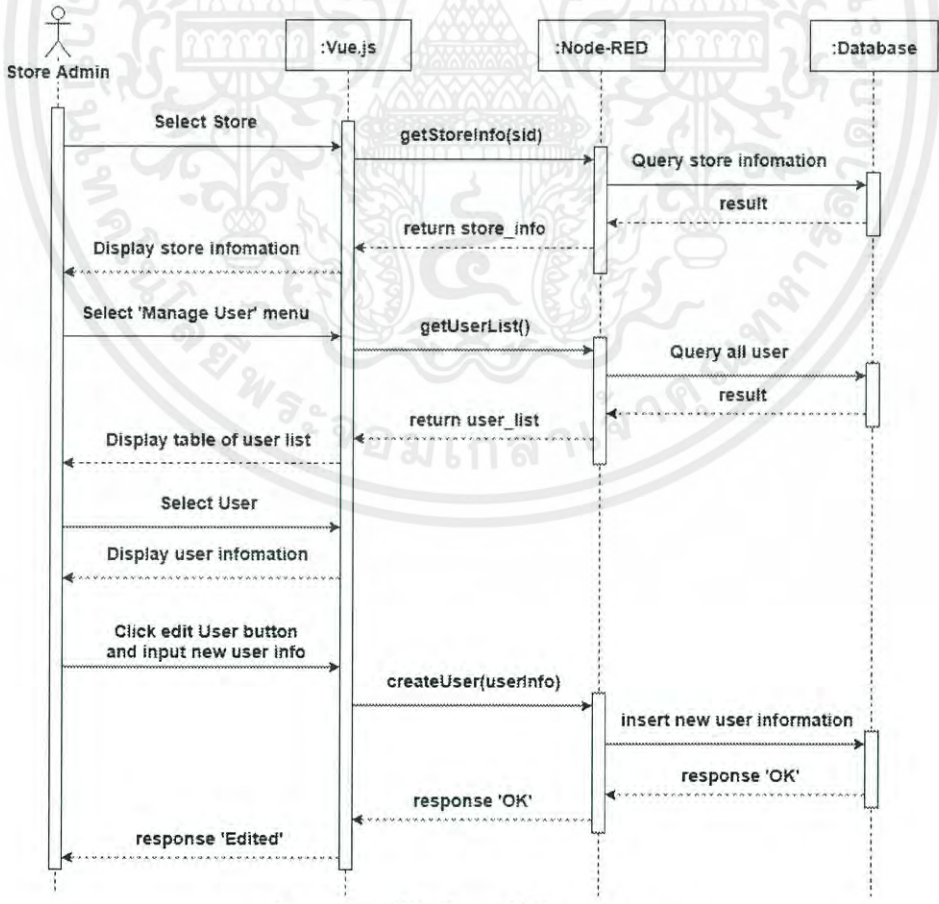 Store Admin
:Vue.js
:Node-RED
:Database
Select Store
getStoreInfo(sid)
Query store infomation
result
return store_info
Display store infomation
Select 'Manage User' menu
getUserList()
Query all user
result
return user_list
Display table of user list
Select User
Display user infomation
Click edit User button
and input new user info
createUser(userInfo)
insert new user information
response 'OK'
response 'OK'
response 'Edited'